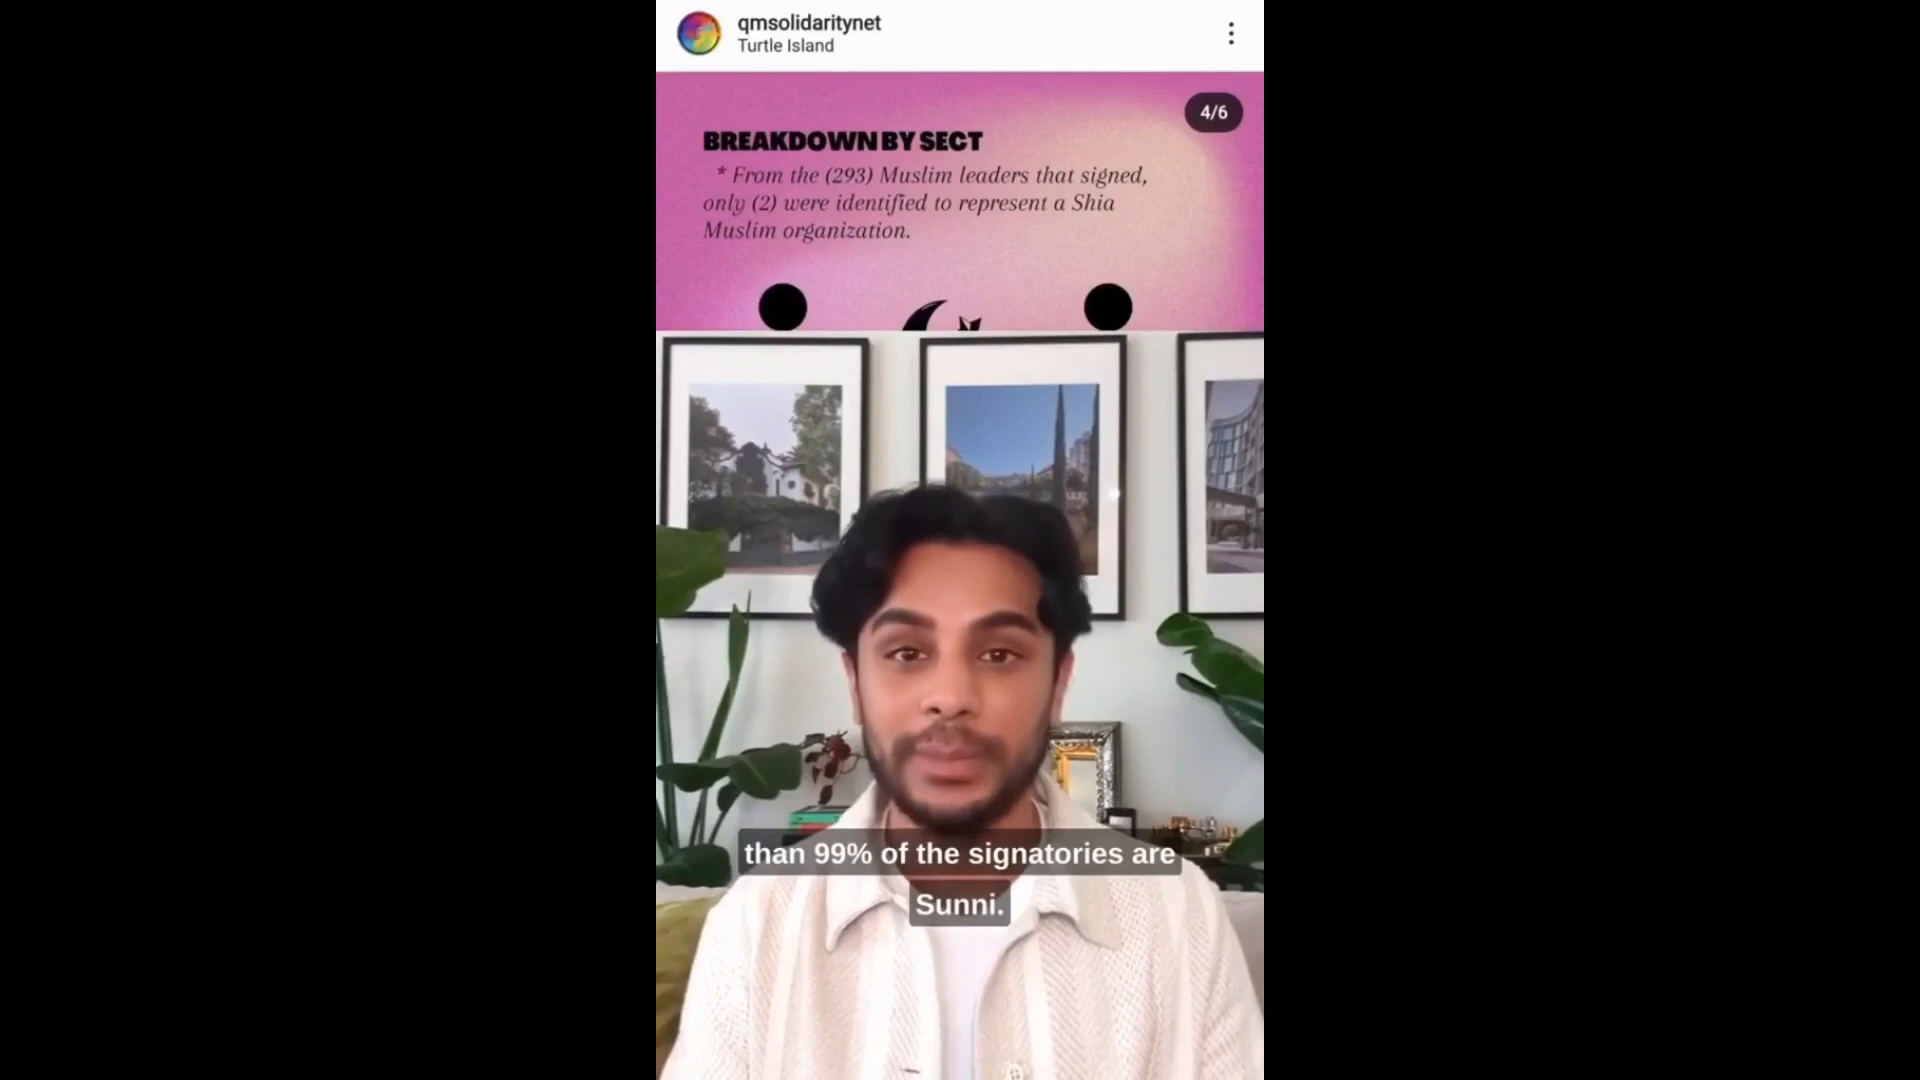 qmsolidaritynet
Turtle Island
4/6
BREAKDOWN BY SECT
* From the (293) Muslim leaders that signed,
only (2) were identified to represent a Shia
Muslim organization.
than 99% of the signatories are
Sunni.